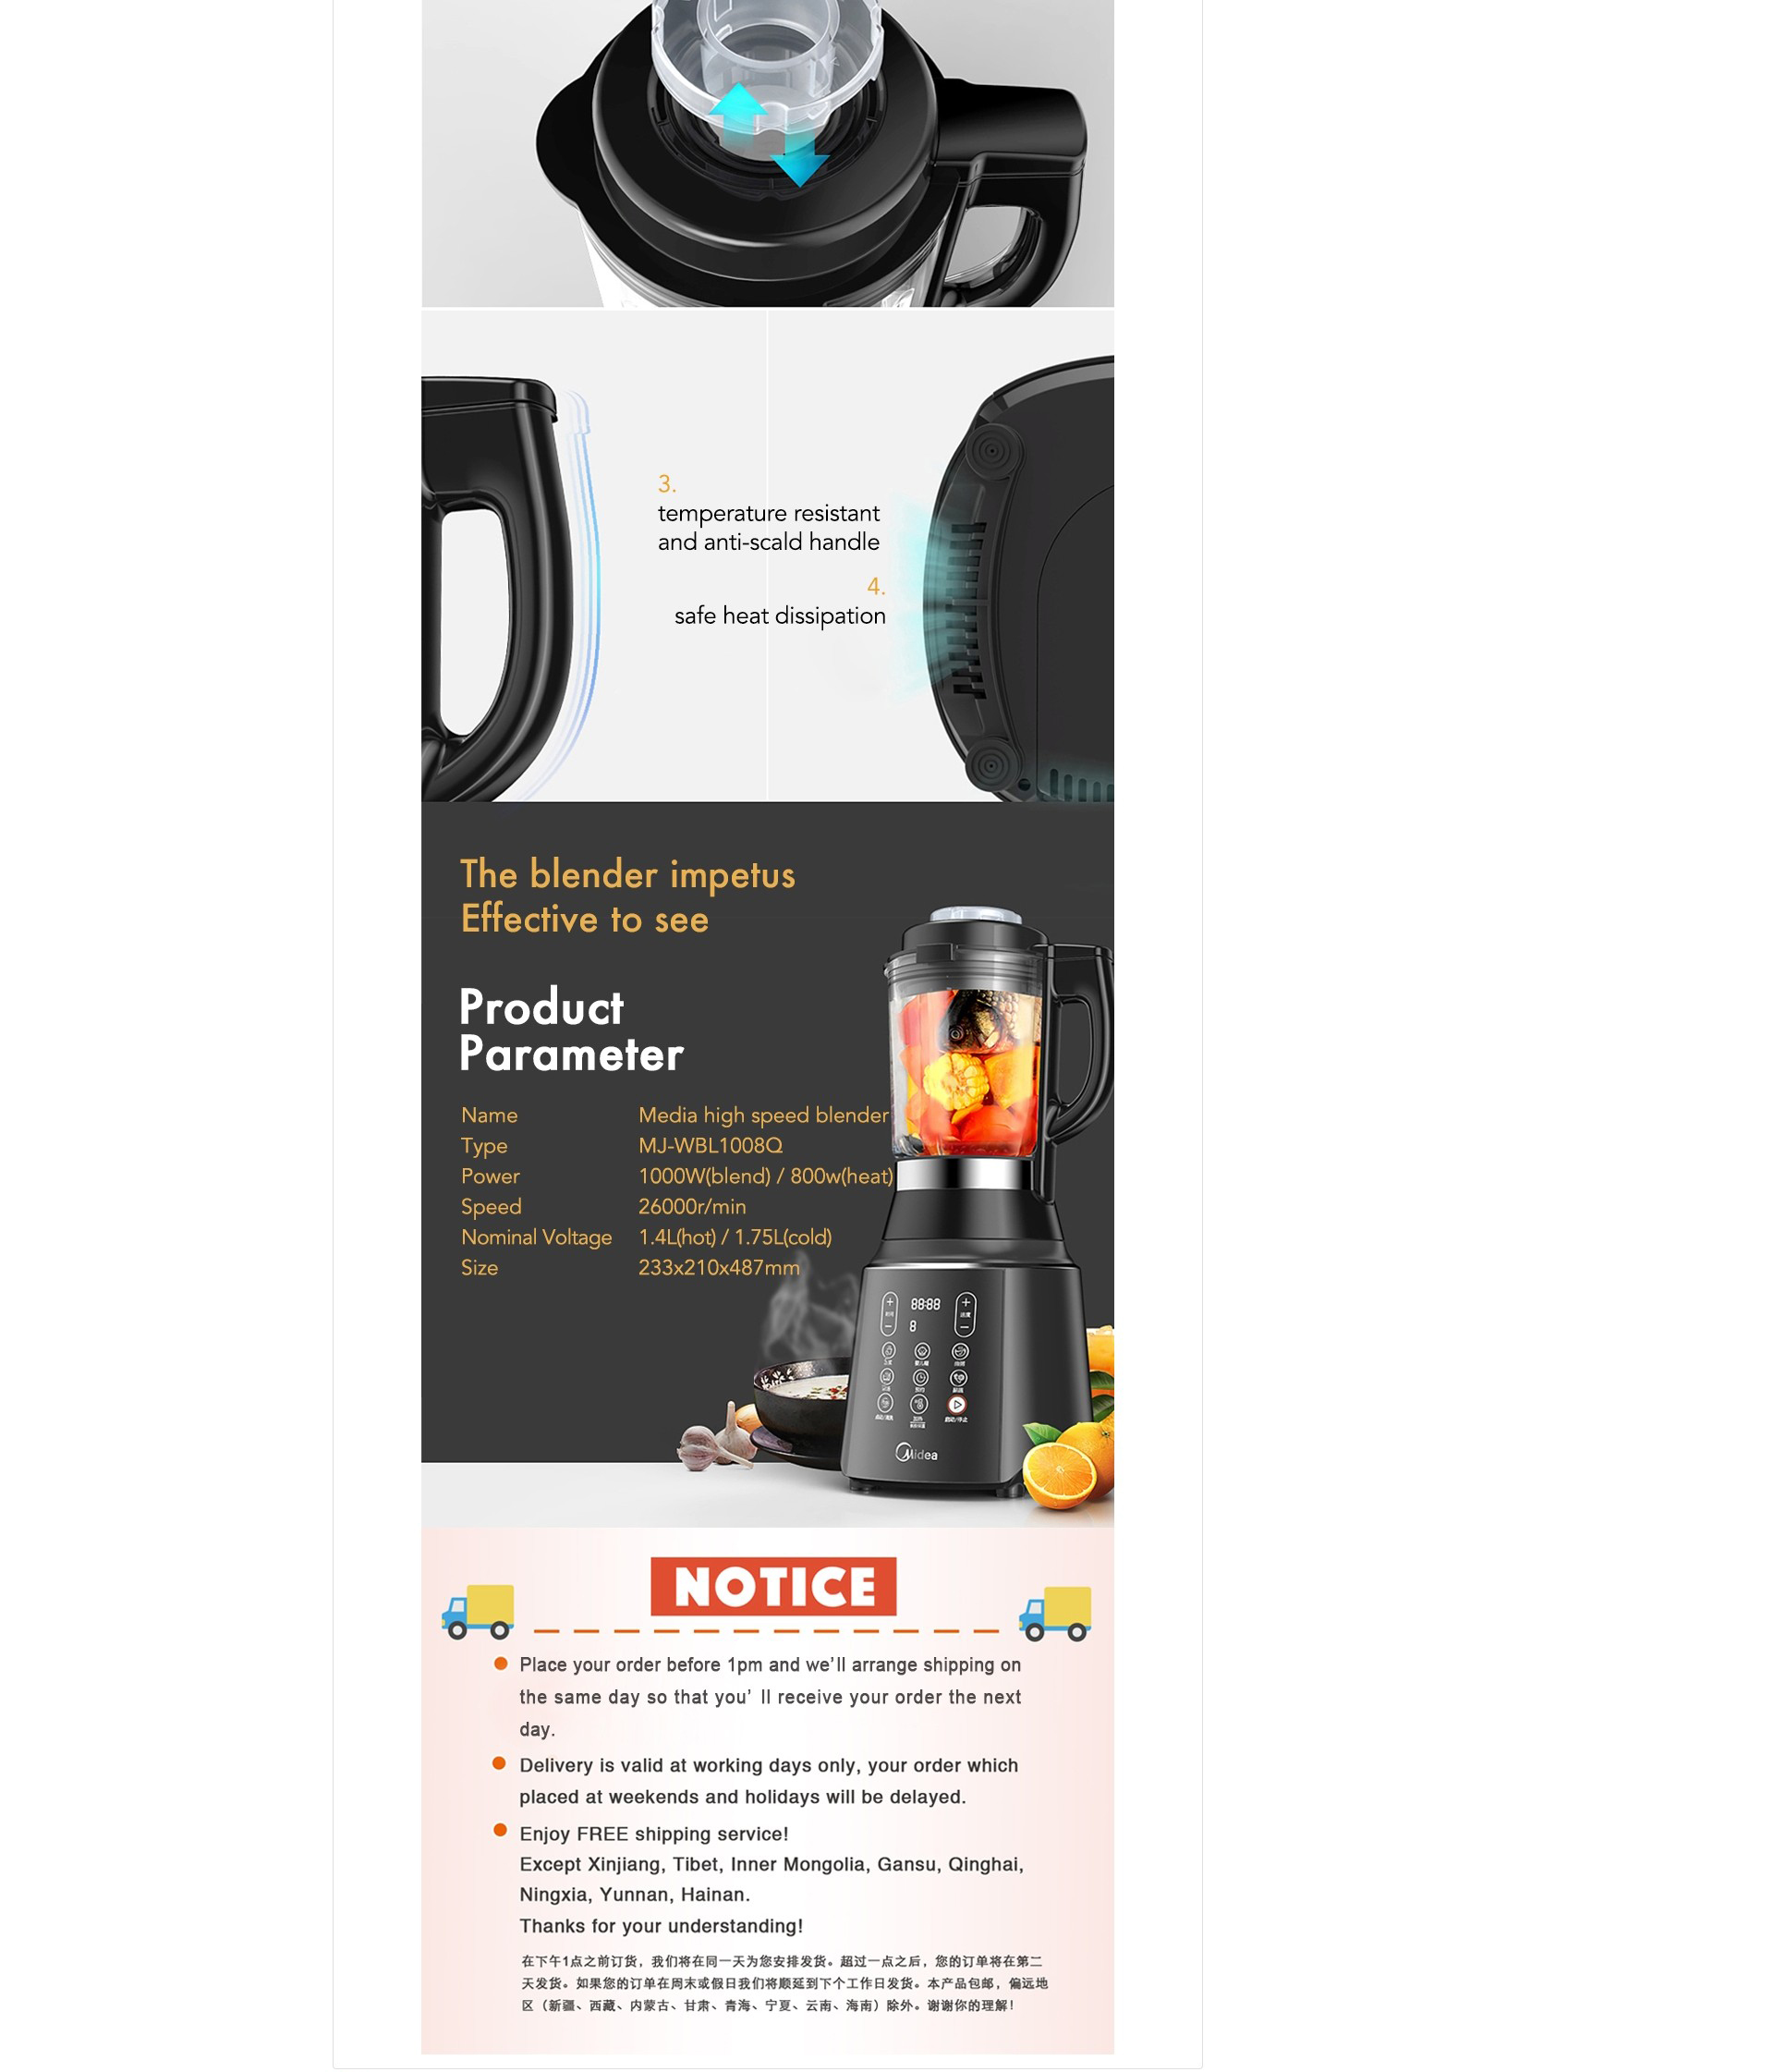 3.
temperature resistant
and anti-scald handle
4.
safe heat dissipation
The blender impetus
Effective to see
Product
Parameter
Name Media high speed blender
Type MJ-WBL1008Q
Power 1000W(blend) / 800w(heat)
Speed 26000r/min
Nominal Voltage 1.4L(hot) / 1.75L(cold)
Size 233x210x487mm
88:88
8
启动/停止
Midea
NOTICE
Place your order before 1pm and we'll arrange shipping on
the same day so that you' ll receive your order the next
day.
Delivery is valid at working days only, your order which
placed at weekends and holidays will be delayed.
Enjoy FREE shipping service!
Except Xinjiang, Tibet, Inner Mongolia, Gansu, Qinghai,
Ningxia, Yunnan, Hainan.
Thanks for your understanding!
在下午1点之前订货，我们将在同一天为您安排发货。超过一点之后，您的订单将在第二
天发货。如果您的订单在周末或假日我们将顺延到下个工作日发货。本产品包邮，偏远地
区（新疆、西藏、内蒙古、甘肃、青海、宁夏、云南、海南）除外。谢谢你的理解！